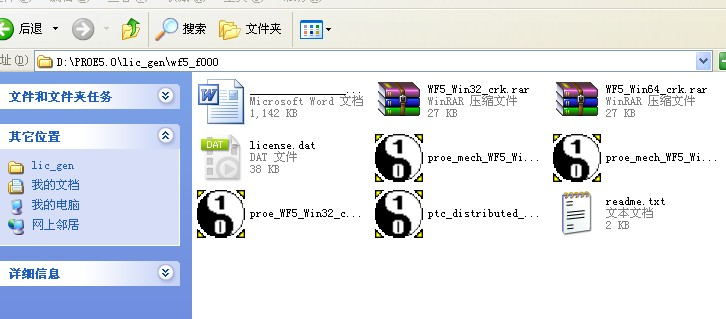 后退
搜索
文件夹
D:\PROE5.0\lic_gen\wf5_f000
文件和文件夹任务
其它位置
lic_gen
我的文档
我的电脑
网上邻居
详细信息
Microsoft Word 文档
1,142 KB
WF5_Win32_crk.rar
WinRAR 压缩文件
27 KB
WF5_Win64_crk.rar
WinRAR 压缩文件
27 KB
DAT
license.dat
DAT 文件
38 KB
proe_mech_WF5_Wi...
proe_mech_WF5_Wi...
proe_WF5_Win32_c...
ptc_distributed_...
readme.txt
文本文档
2 KB